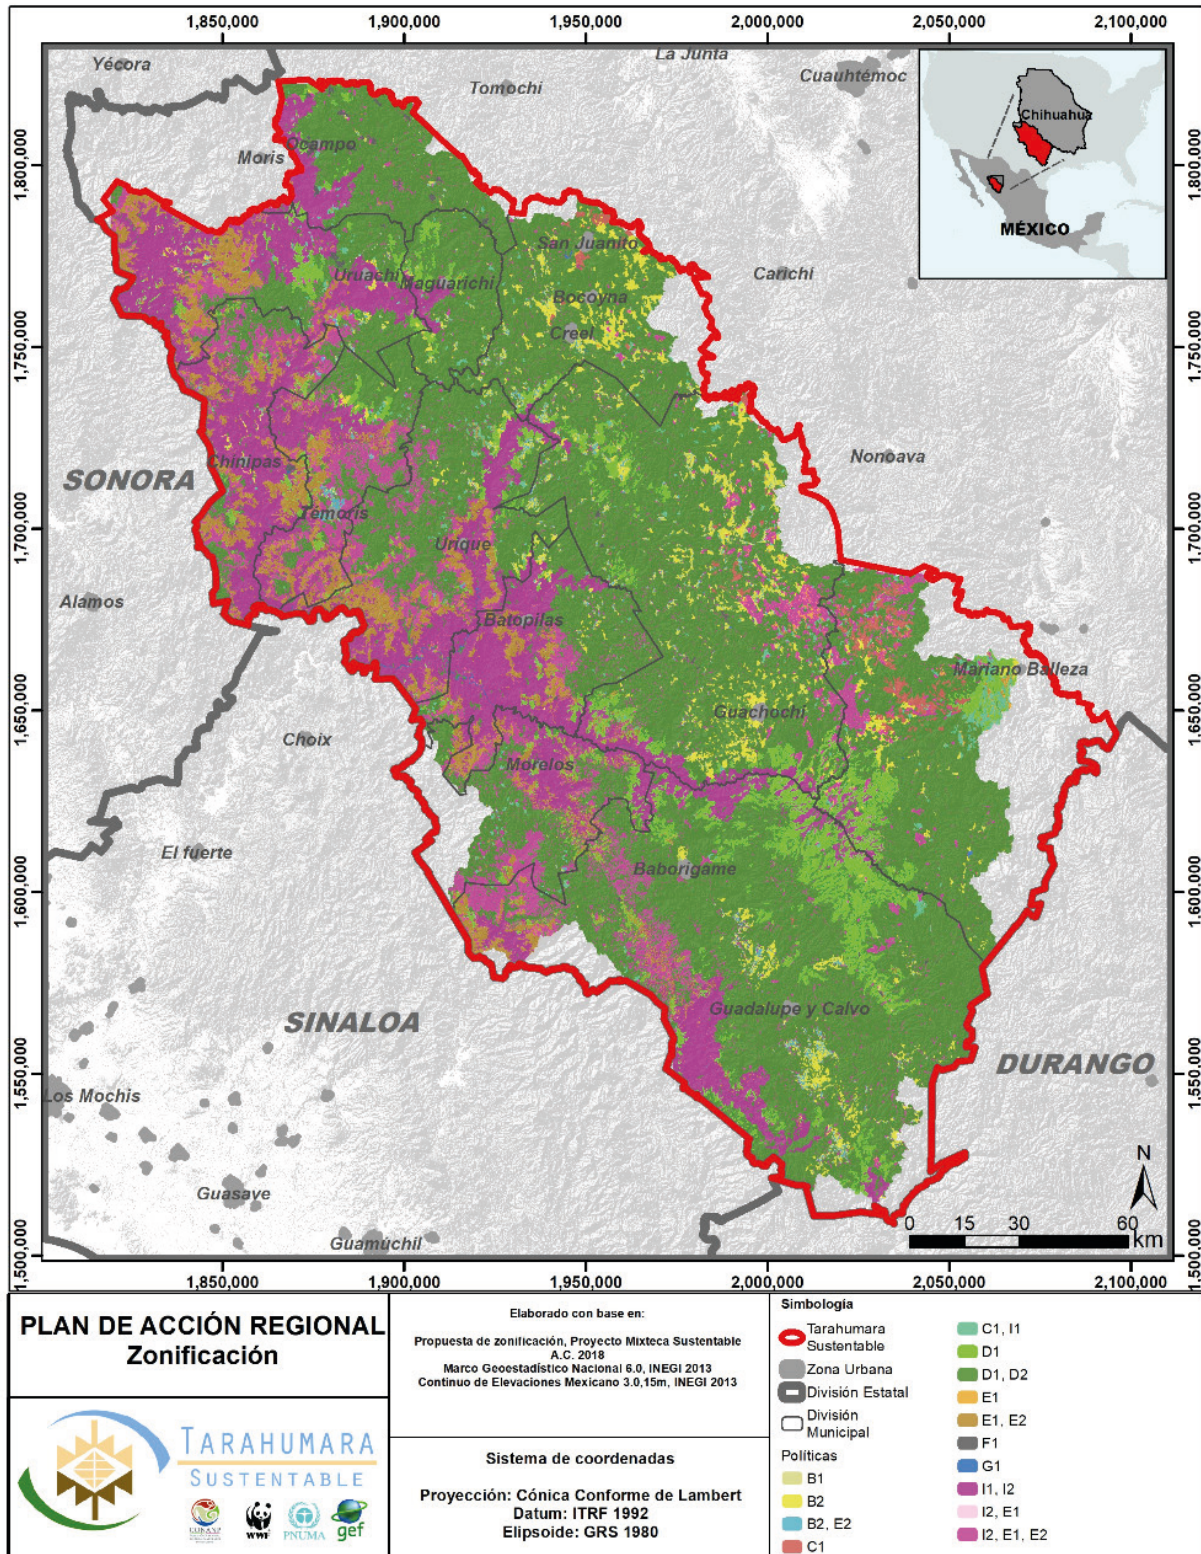 1,850,000
1,900,000
1,950,000
2,000,000
2,050,000
2,100,000
Yécora
Tomochi
La Junta
Cuauhtémoc
Chihuahua
MÉXICO
1,800,000
1,800,000
Ocampo
Moris
San Juanito
Carichi
Uruachi
Maguarichi
Bocoyna
Creel
1,750,000
1,750,000
SONORA
Chinipas
Nonoava
Témoris
1,700,000
1,700,000
Urique
Alamos
Batopilas
Mariano Balleza
1,650,000
1,650,000
Guachochi
Choix
Morelos
El fuerte
Baborigame
1,600,000
1,600,000
SINALOA
Guadalupe y Calvo
DURANGO
1,550,000
1,550,000
Los Mochis
Guasave
Guamúchil
N
0
15
30
60
km
1,500,000
1,500,000
1,850,000
1,900,000
1,950,000
2,000,000
2,050,000
2,100,000
PLAN DE ACCIÓN REGIONAL
Zonificación
TARAHUMARA
SUSTENTABLE
CONANP
WWF
PNUMA
gef
Elaborado con base en:
Propuesta de zonificación, Proyecto Mixteca Sustentable
A.C. 2018
Marco Geoestadístico Nacional 6.0, INEGI 2013
Continuo de Elevaciones Mexicano 3.0,15m, INEGI 2013
Sistema de coordenadas
Proyección: Cónica Conforme de Lambert
Datum: ITRF 1992
Elipsoide: GRS 1980
Simbología
Tarahumara
Sustentable
Zona Urbana
División Estatal
División
Municipal
Políticas
B1
B2
B2, E2
C1
C1, I1
D1
D1, D2
E1
E1, E2
F1
G1
I1, I2
I2, E1
I2, E1, E2